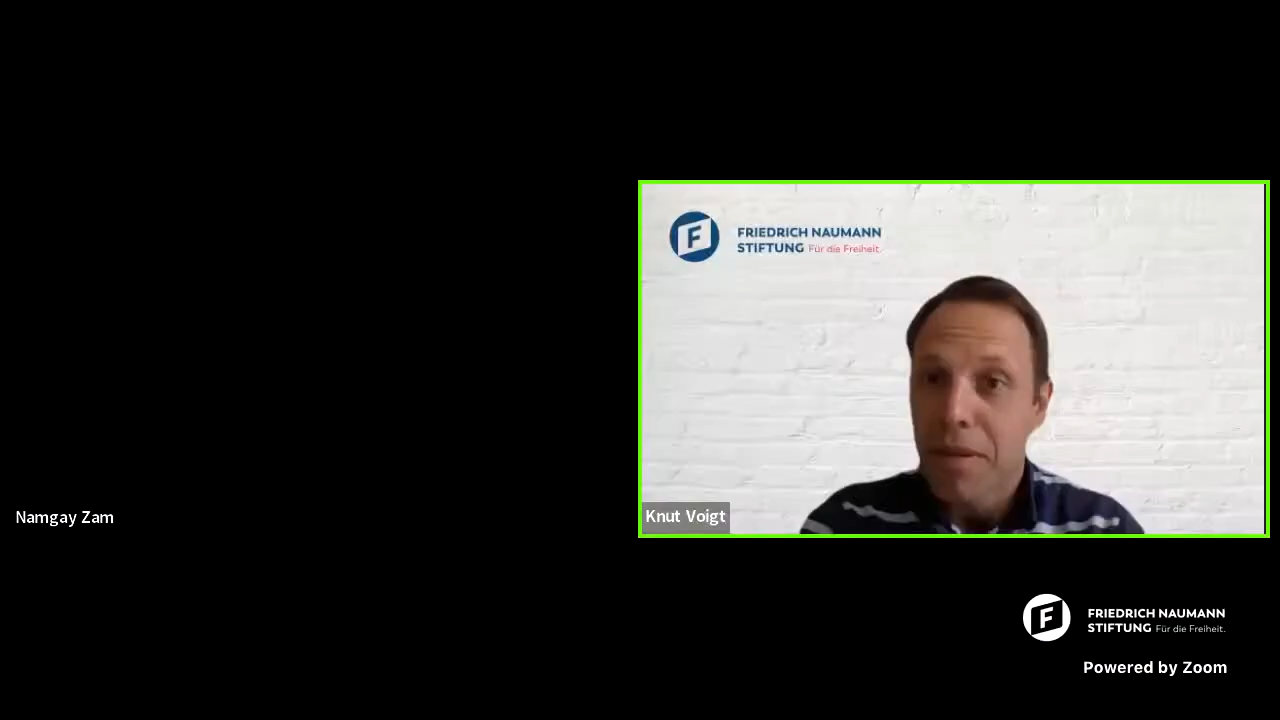 F
FRIEDRICH NAUMANN
STIFTUNG Für die Freiheit.
Namgay Zam
Knut Voigt
F
FRIEDRICH NAUMANN
STIFTUNG Für die Freiheit.
Powered by Zoom